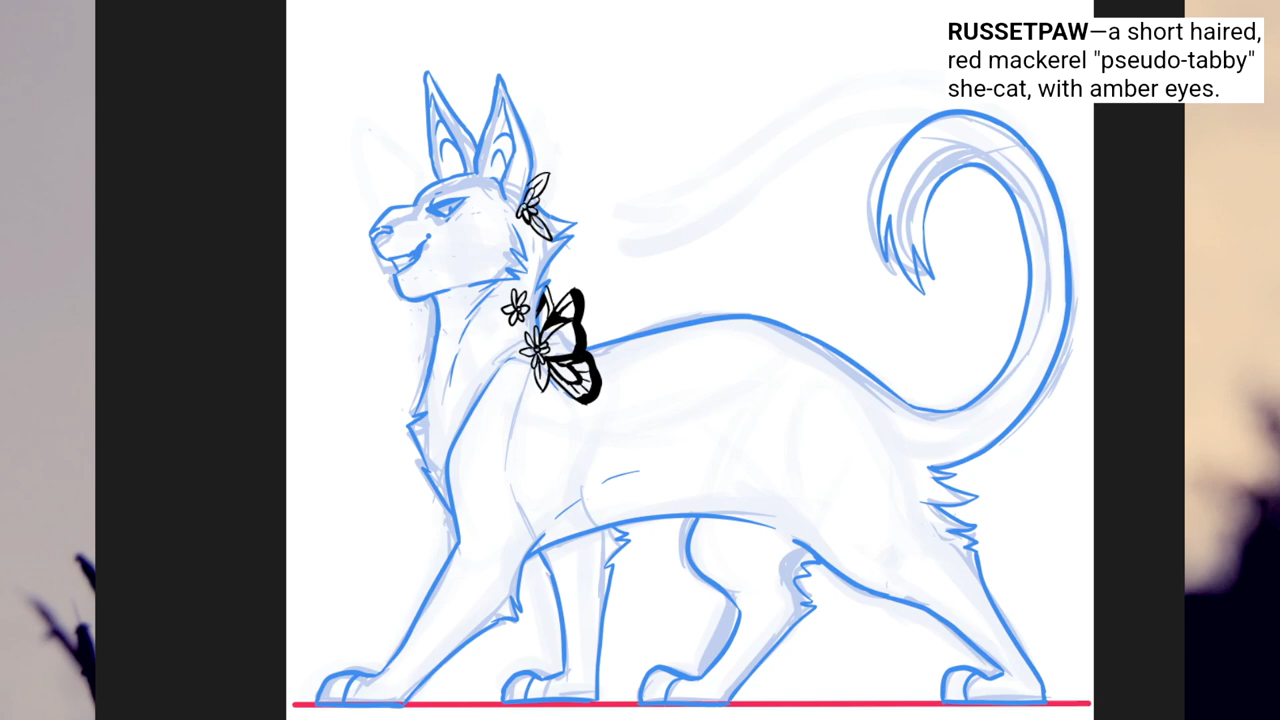 RUSSETPAW—a short haired,
red mackerel "pseudo-tabby"
she-cat, with amber eyes.